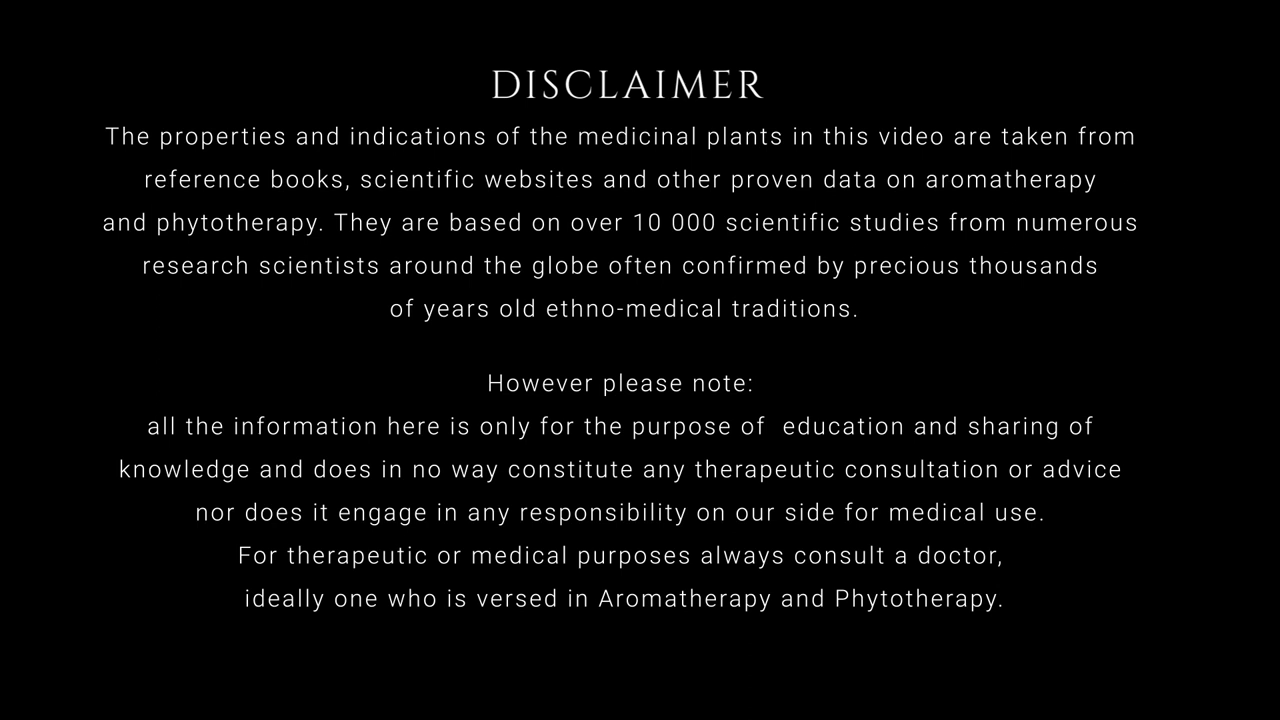 DISCLAIMER
The properties and indications of the medicinal plants in this video are taken from
reference books, scientific websites and other proven data on aromatherapy
and phytotherapy. They are based on over 10 000 scientific studies from numerous
research scientists around the globe often confirmed by precious thousands
of years old ethno-medical traditions.
However please note:
all the information here is only for the purpose of  education and sharing of
knowledge and does in no way constitute any therapeutic consultation or advice
nor does it engage in any responsibility on our side for medical use.
For therapeutic or medical purposes always consult a doctor,
ideally one who is versed in Aromatherapy and Phytotherapy.